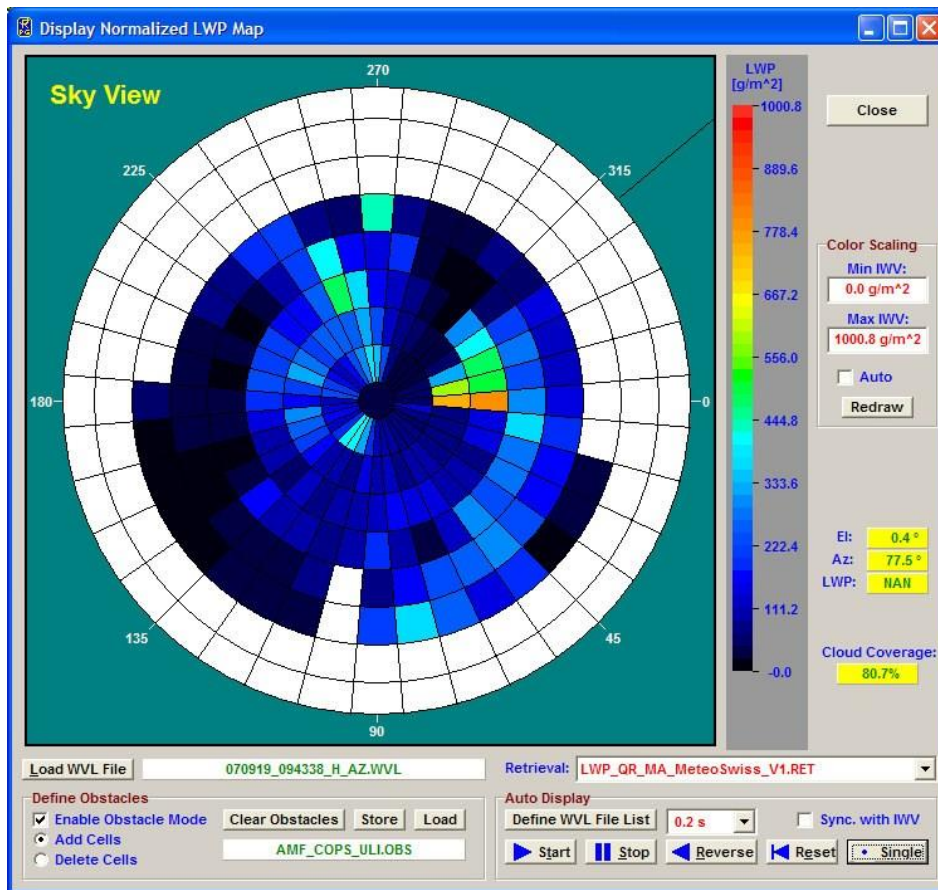 Display Normalized LWP Map
Sky View
270
225
315
180
0
135
45
90
LWP
[g/m^2]
1000.8
889.6
778.4
667.2
556.0
444.8
333.6
222.4
111.2
-0.0
Close
Color Scaling
Min IWV:
0.0 g/m^2
Max IWV:
1000.8 g/m^2
Auto
Redraw
El: 0.4 °
Az: 77.5 °
LWP: NAN
Cloud Coverage:
80.7%
Load WVL File 070919_094338_H_AZ.WVL
Retrieval: LWP_QR_MA_MeteoSwiss_V1.RET
Define Obstacles
Enable Obstacle Mode Clear Obstacles Store Load
Add Cells
AMF_COPS_ULI.OBS
Delete Cells
Auto Display
Define WVL File List 0.2 s Sync. with IWV
Start Stop Reverse Reset Single